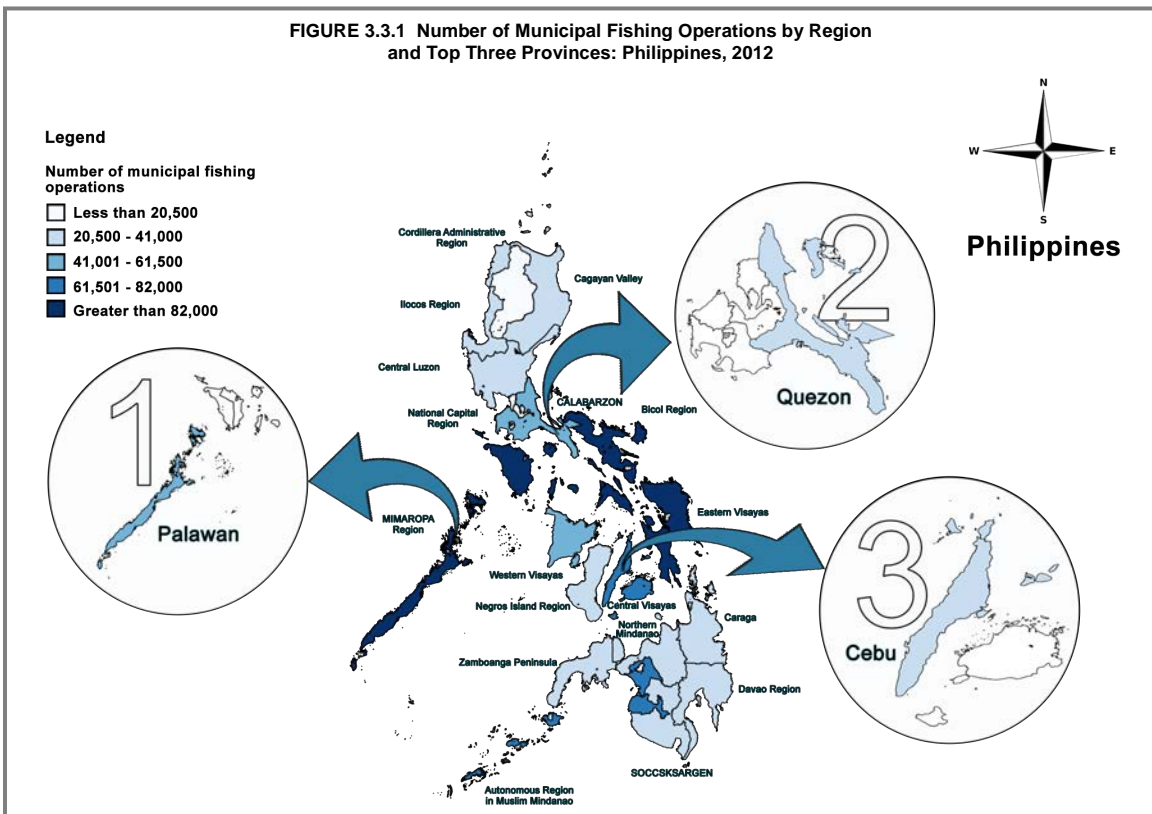 FIGURE 3.3.1 Number of Municipal Fishing Operations by Region
and Top Three Provinces: Philippines, 2012
N
W
E
S
Philippines
Legend
Number of municipal fishing
operations
Less than 20,500
20,500 - 41,000
41,001 - 61,500
61,501 - 82,000
Greater than 82,000
Cordillera Administrative
Region
Cagayan Valley
Ilocos Region
Central Luzon
National Capital
Region
CALABARZON
Bicol Region
MIMAROPA
Region
Eastern Visayas
Western Visayas
Negros Island Region
Central Visayas
Northern
Mindanao
Caraga
Zamboanga Peninsula
Davao Region
SOCCSKSARGEN
Autonomous Region
in Muslim Mindanao
1
Palawan
2
Quezon
3
Cebu